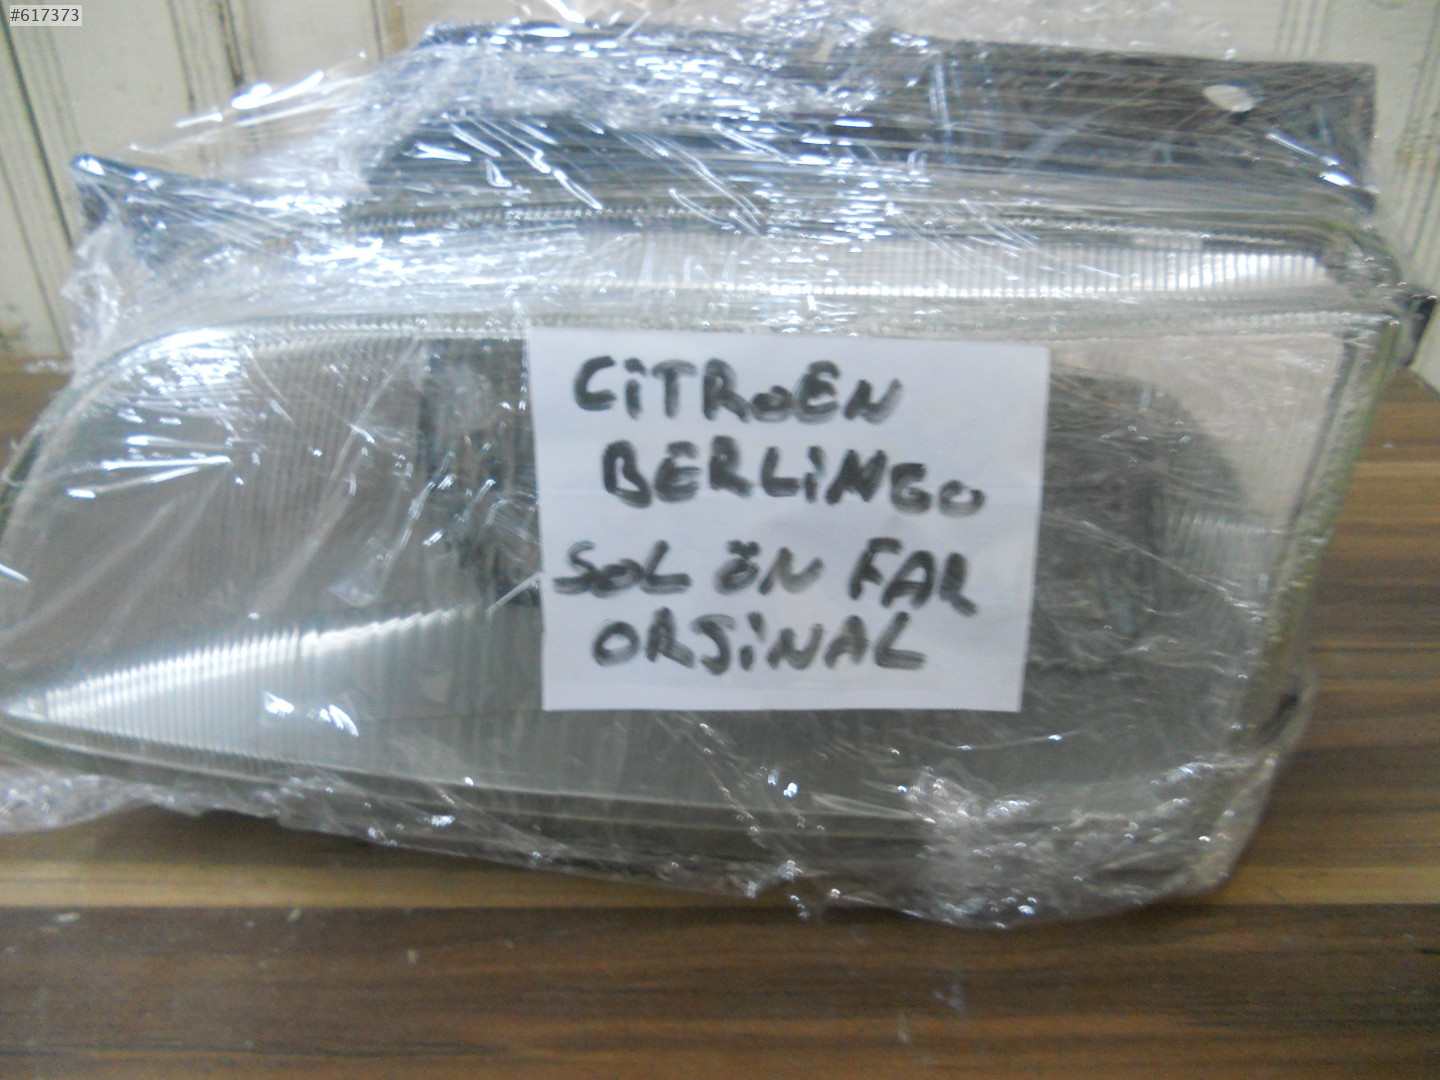 #617373
CiTROEN
BERLiNGO
SOL ÖN FAR
ORJiNAL